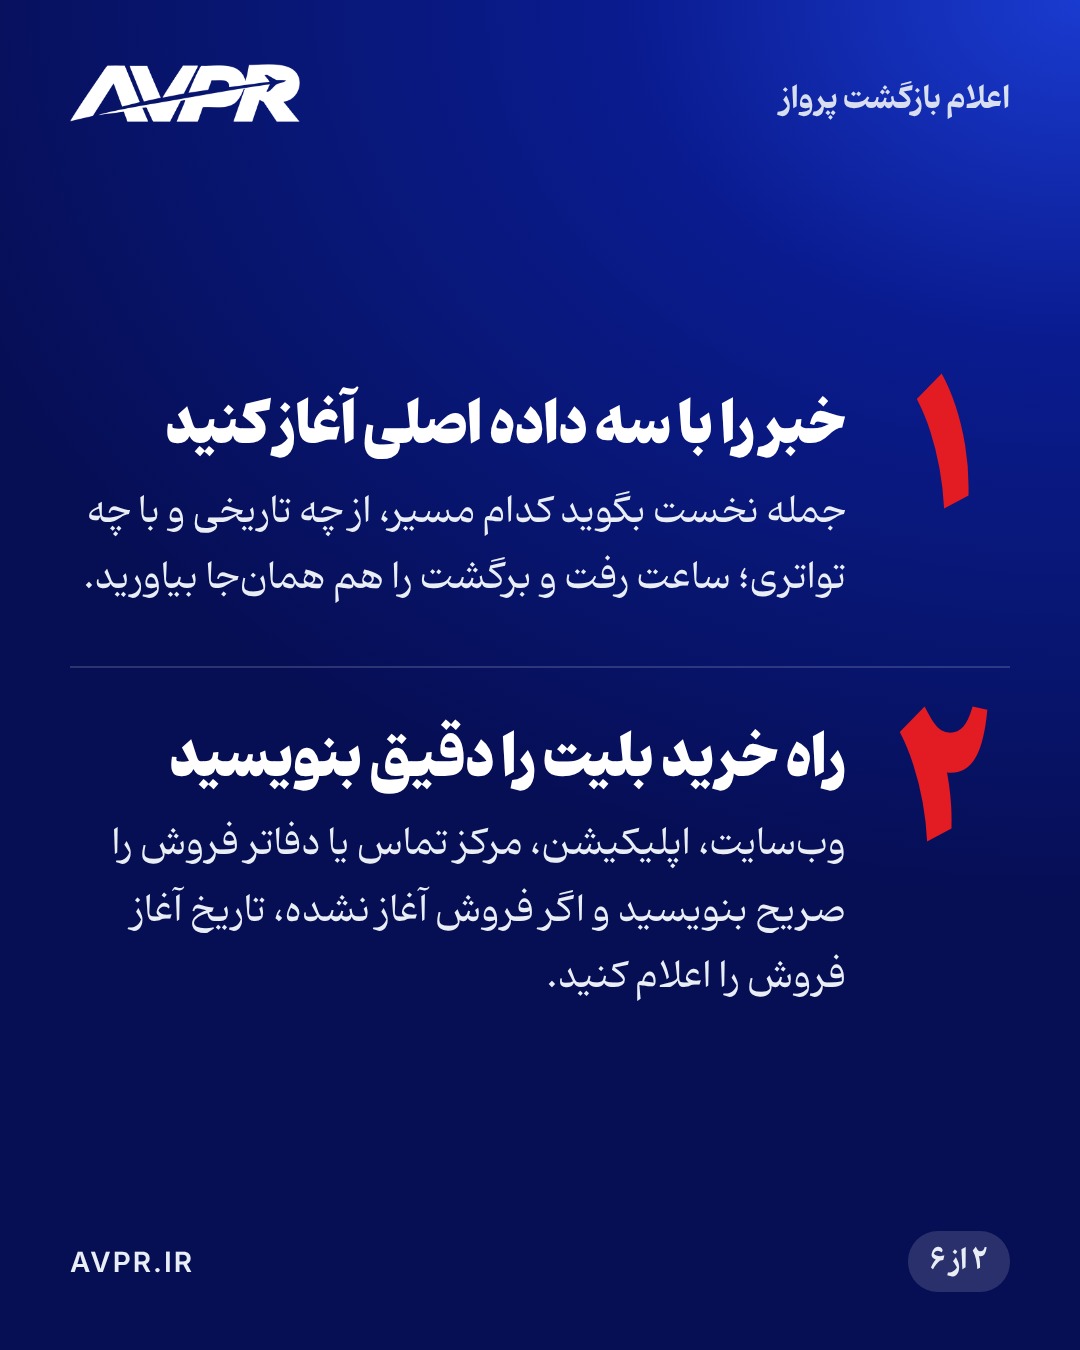 AVPR
اعلام بازگشت پرواز
۱
خبر را با سه داده اصلی آغاز کنید
جمله نخست بگوید کدام مسیر، از چه تاریخی و با چه
تواتری؛ ساعت رفت و برگشت را هم همان‌جا بیاورید.
۲
راه خرید بلیت را دقیق بنویسید
وب‌سایت، اپلیکیشن، مرکز تماس یا دفاتر فروش را
صریح بنویسید و اگر فروش آغاز نشده، تاریخ آغاز
فروش را اعلام کنید.
AVPR.IR
۲ از ۶